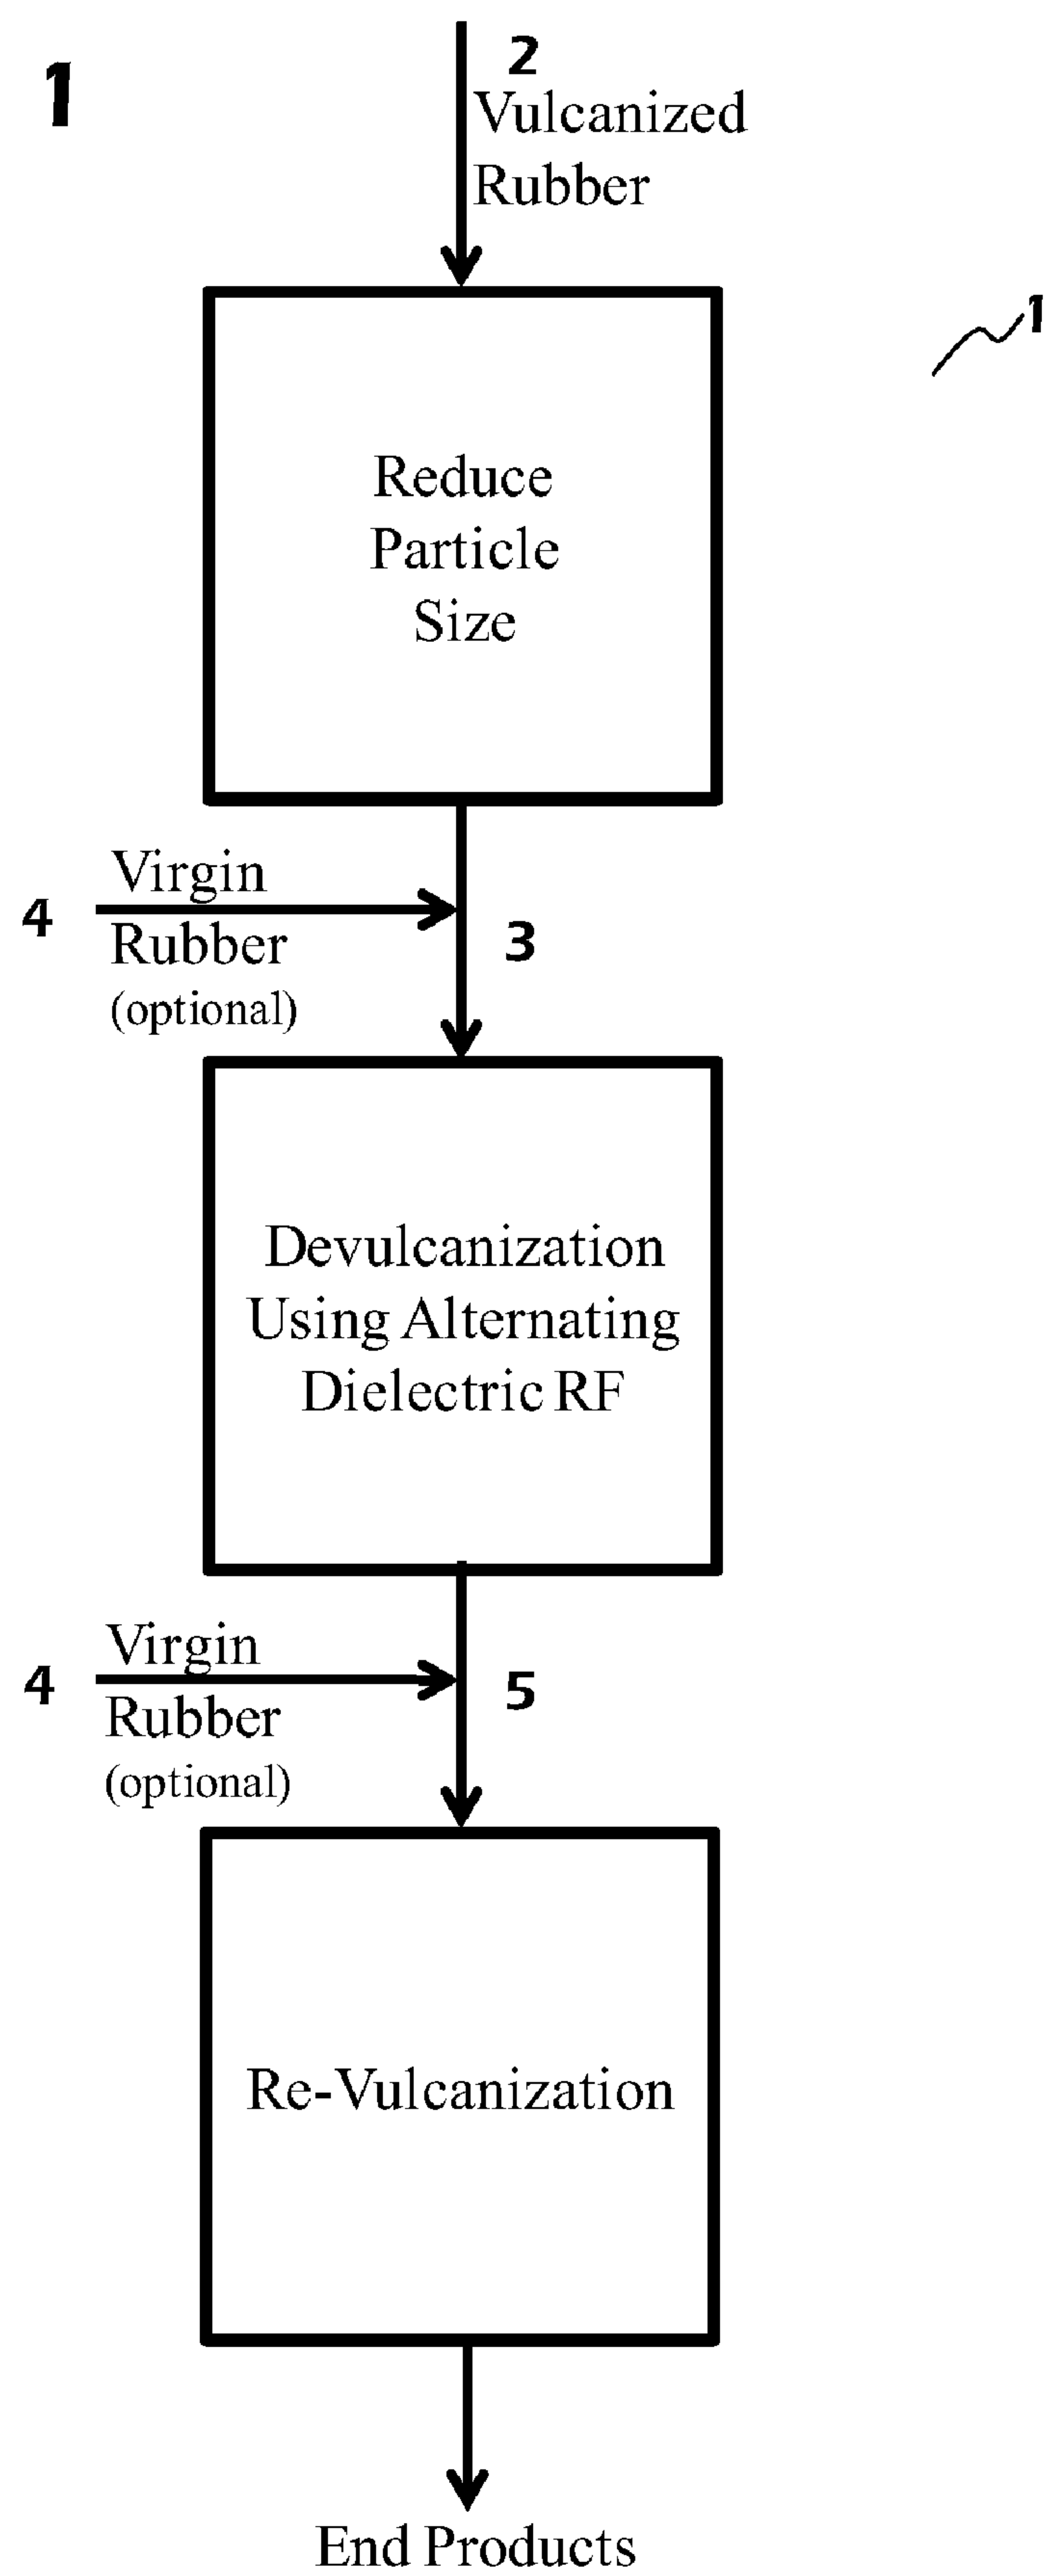 1
2
Vulcanized
Rubber
1
Reduce
Particle
Size
Virgin
4
Rubber
(optional)
3
Devulcanization
Using Alternating
Dielectric RF
Virgin
4
Rubber
(optional)
5
Re-Vulcanization
End Products